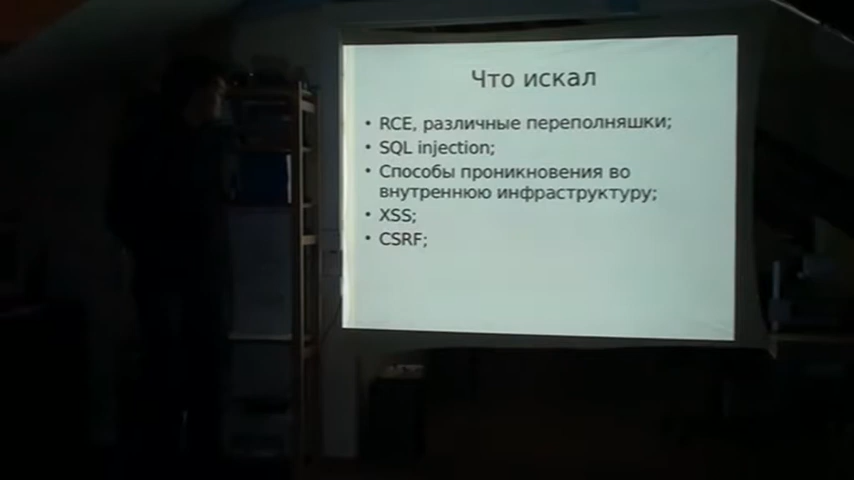 Что искал
• RCE, различные переполняшки;
• SQL injection;
• Способы проникновения во
внутреннюю инфраструктуру;
• XSS;
• CSRF;